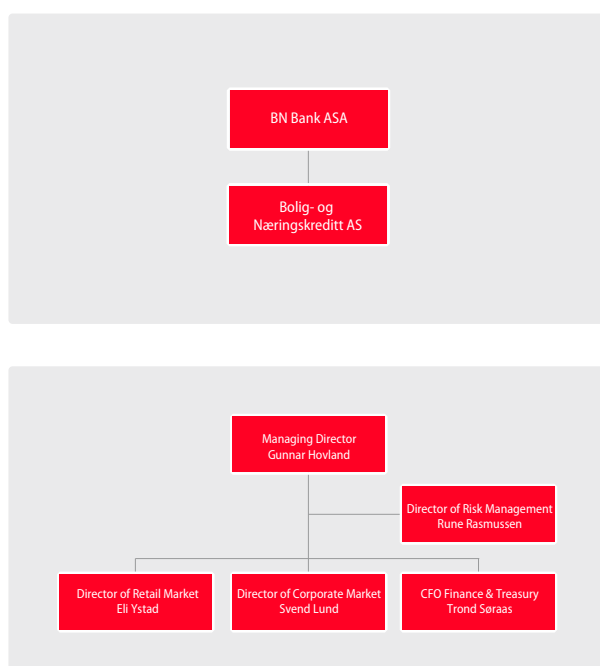 BN Bank ASA
Bolig- og
Næringskreditt AS
Managing Director
Gunnar Hovland
Director of Risk Management
Rune Rasmussen
Director of Retail Market
Eli Ystad
Director of Corporate Market
Svend Lund
CFO Finance & Treasury
Trond Søraas